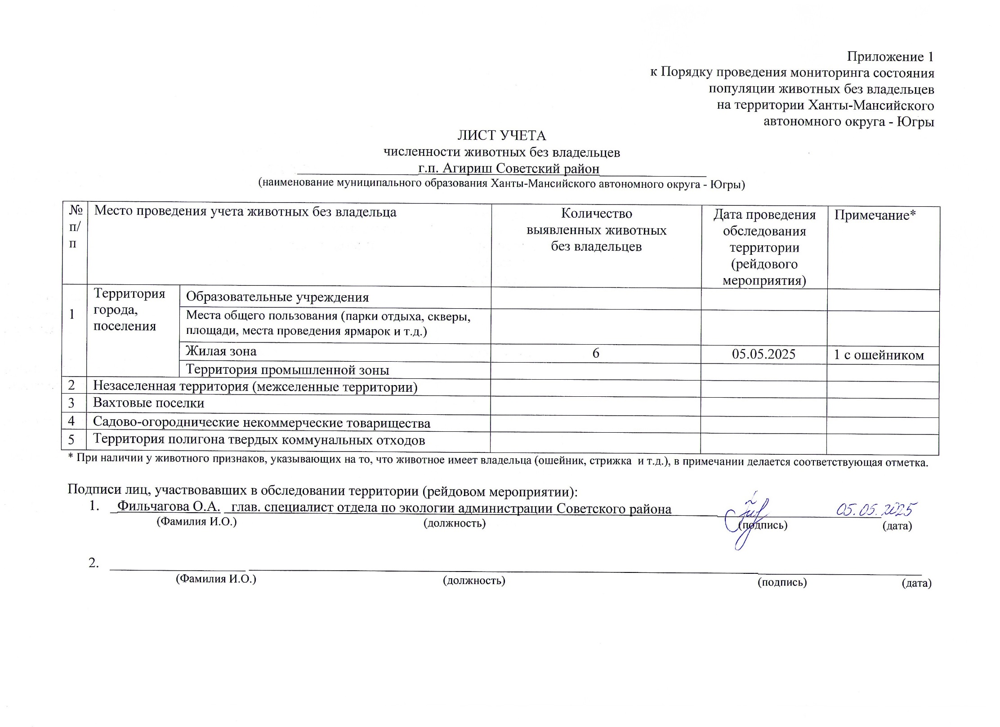 Приложение 1
к Порядку проведения мониторинга состояния
популяции животных без владельцев
на территории Ханты-Мансийского
автономного округа - Югры
ЛИСТ УЧЕТА
численности животных без владельцев
г.п. Агириш Советский район
(наименование муниципального образования Ханты-Мансийского автономного округа - Югры)
№ п/п Место проведения учета животных без владельца Количество выявленных животных без владельцев Дата проведения обследования территории (рейдового мероприятия) Примечание*
1 Территория города, поселения Образовательные учреждения
Места общего пользования (парки отдыха, скверы,
площади, места проведения ярмарок и т.д.)
Жилая зона 6 05.05.2025 1 с ошейником
Территория промышленной зоны
2 Незаселенная территория (межселенные территории)
3 Вахтовые поселки
4 Садово-огороднические некоммерческие товарищества
5 Территория полигона твердых коммунальных отходов
* При наличии у животного признаков, указывающих на то, что животное имеет владельца (ошейник, стрижка и т.д.), в примечании делается соответствующая отметка.
Подписи лиц, участвовавших в обследовании территории (рейдовом мероприятии):
1. Фильчагова О.А. глав. специалист отдела по экологии администрации Советского района 05.05.2025
(Фамилия И.О.) (должность) (подпись) (дата)
2.
(Фамилия И.О.) (должность) (подпись) (дата)